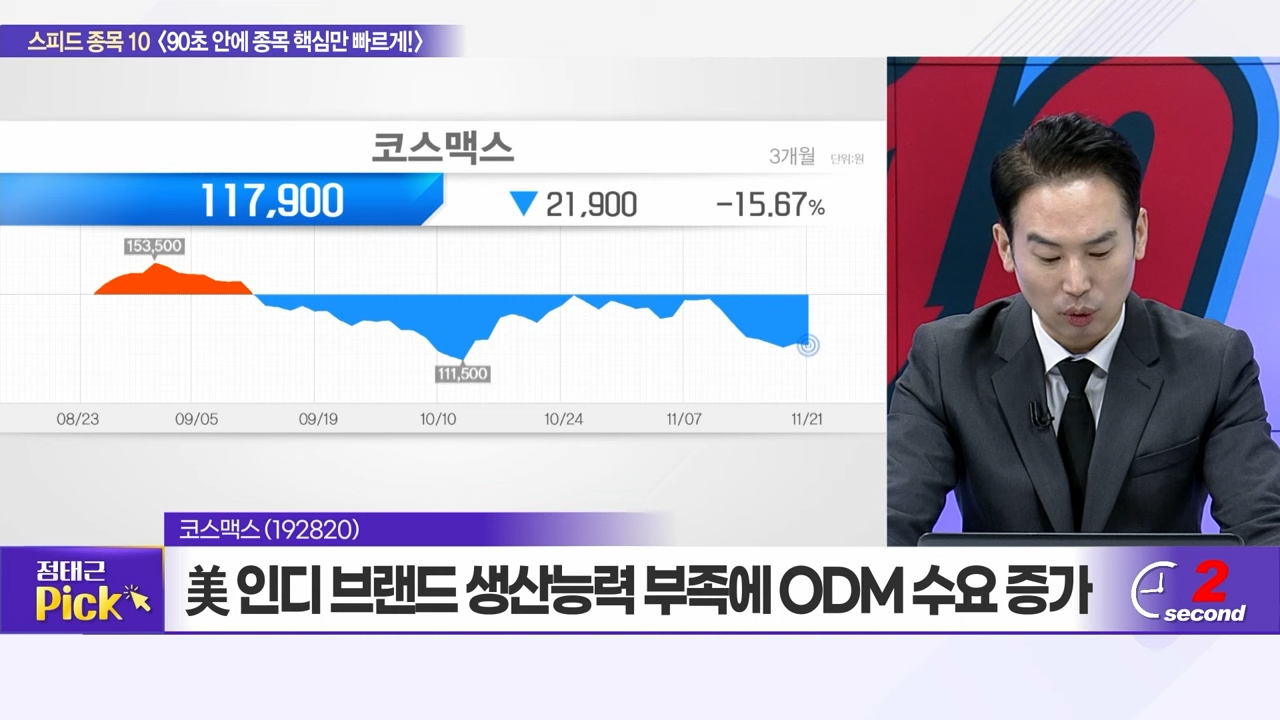 스피드 종목 10 〈90초 안에 종목 핵심만 빠르게!〉
코스맥스
3개월 단위:원
117,900 ▼ 21,900 -15.67%
153,500
111,500
08/23 09/05 09/19 10/10 10/24 11/07 11/21
코스맥스(192820)
정태근
Pick
美 인디 브랜드 생산능력 부족에 ODM 수요 증가
2
second